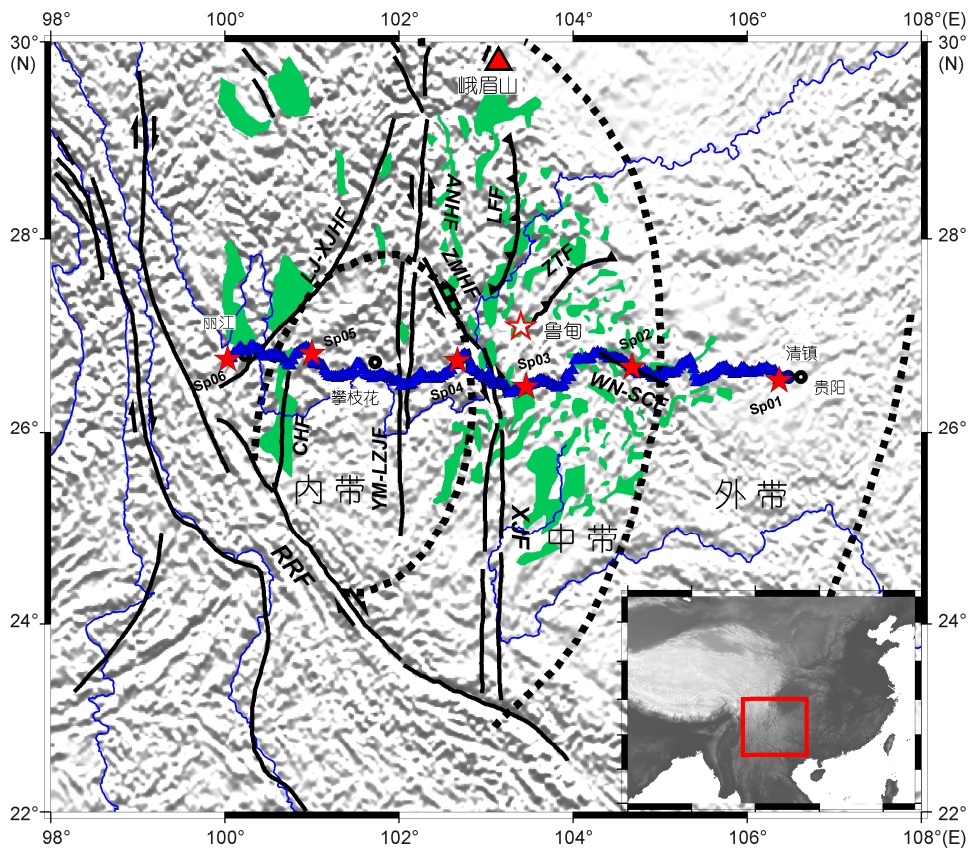 98° 100° 102° 104° 106° 108°(E)
30° 30°
(N) (N)
峨眉山
ANHF
LFF
LJ-XJHF
28° 28°
ZMHF
ZTF
丽江
鲁甸
Sp05
Sp02
Sp03
清镇
Sp06
Sp04
攀枝花
WN-SCF
Sp01
贵阳
26° 26°
CHF
YM-LZJF
内带
外带
XJF
中带
RRF
24° 24°
22° 22°
98° 100° 102° 104° 106° 108°(E)